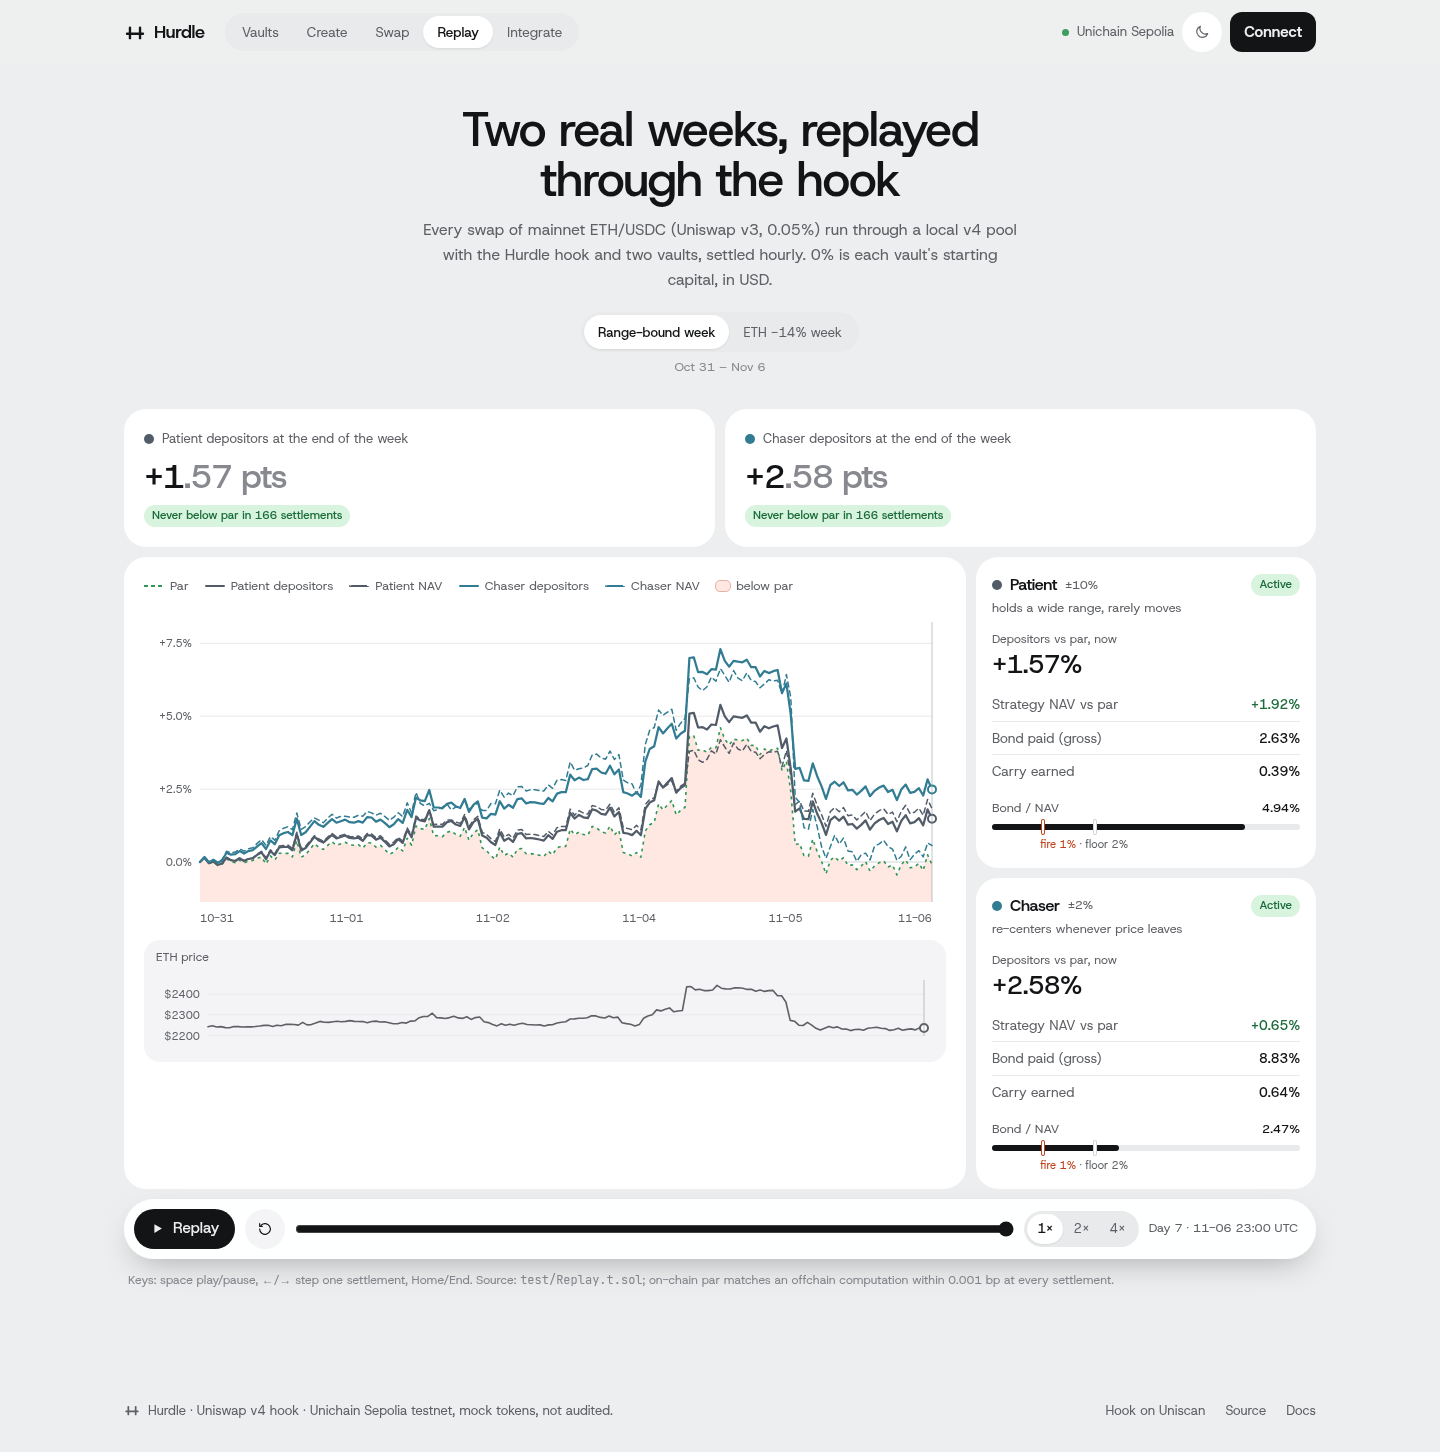 Hurdle
Vaults
Create
Swap
Replay
Integrate
Unichain Sepolia
Connect
Two real weeks, replayed
through the hook
Every swap of mainnet ETH/USDC (Uniswap v3, 0.05%) run through a local v4 pool
with the Hurdle hook and two vaults, settled hourly. 0% is each vault's starting
capital, in USD.
Range-bound week
ETH −14% week
Oct 31 – Nov 6
Patient depositors at the end of the week
+1.57 pts
Never below par in 166 settlements
Chaser depositors at the end of the week
+2.58 pts
Never below par in 166 settlements
Par
Patient depositors
Patient NAV
Chaser depositors
Chaser NAV
below par
+7.5%
+5.0%
+2.5%
0.0%
10-31
11-01
11-02
11-04
11-05
11-06
ETH price
$2400
$2300
$2200
Patient ±10%
Active
holds a wide range, rarely moves
Depositors vs par, now
+1.57%
Strategy NAV vs par +1.92%
Bond paid (gross) 2.63%
Carry earned 0.39%
Bond / NAV 4.94%
fire 1% · floor 2%
Chaser ±2%
Active
re-centers whenever price leaves
Depositors vs par, now
+2.58%
Strategy NAV vs par +0.65%
Bond paid (gross) 8.83%
Carry earned 0.64%
Bond / NAV 2.47%
fire 1% · floor 2%
Replay
1×
2×
4×
Day 7 · 11-06 23:00 UTC
Keys: space play/pause, ←/→ step one settlement, Home/End. Source: test/Replay.t.sol; on-chain par matches an offchain computation within 0.001 bp at every settlement.
Hurdle · Uniswap v4 hook · Unichain Sepolia testnet, mock tokens, not audited.
Hook on Uniscan
Source
Docs